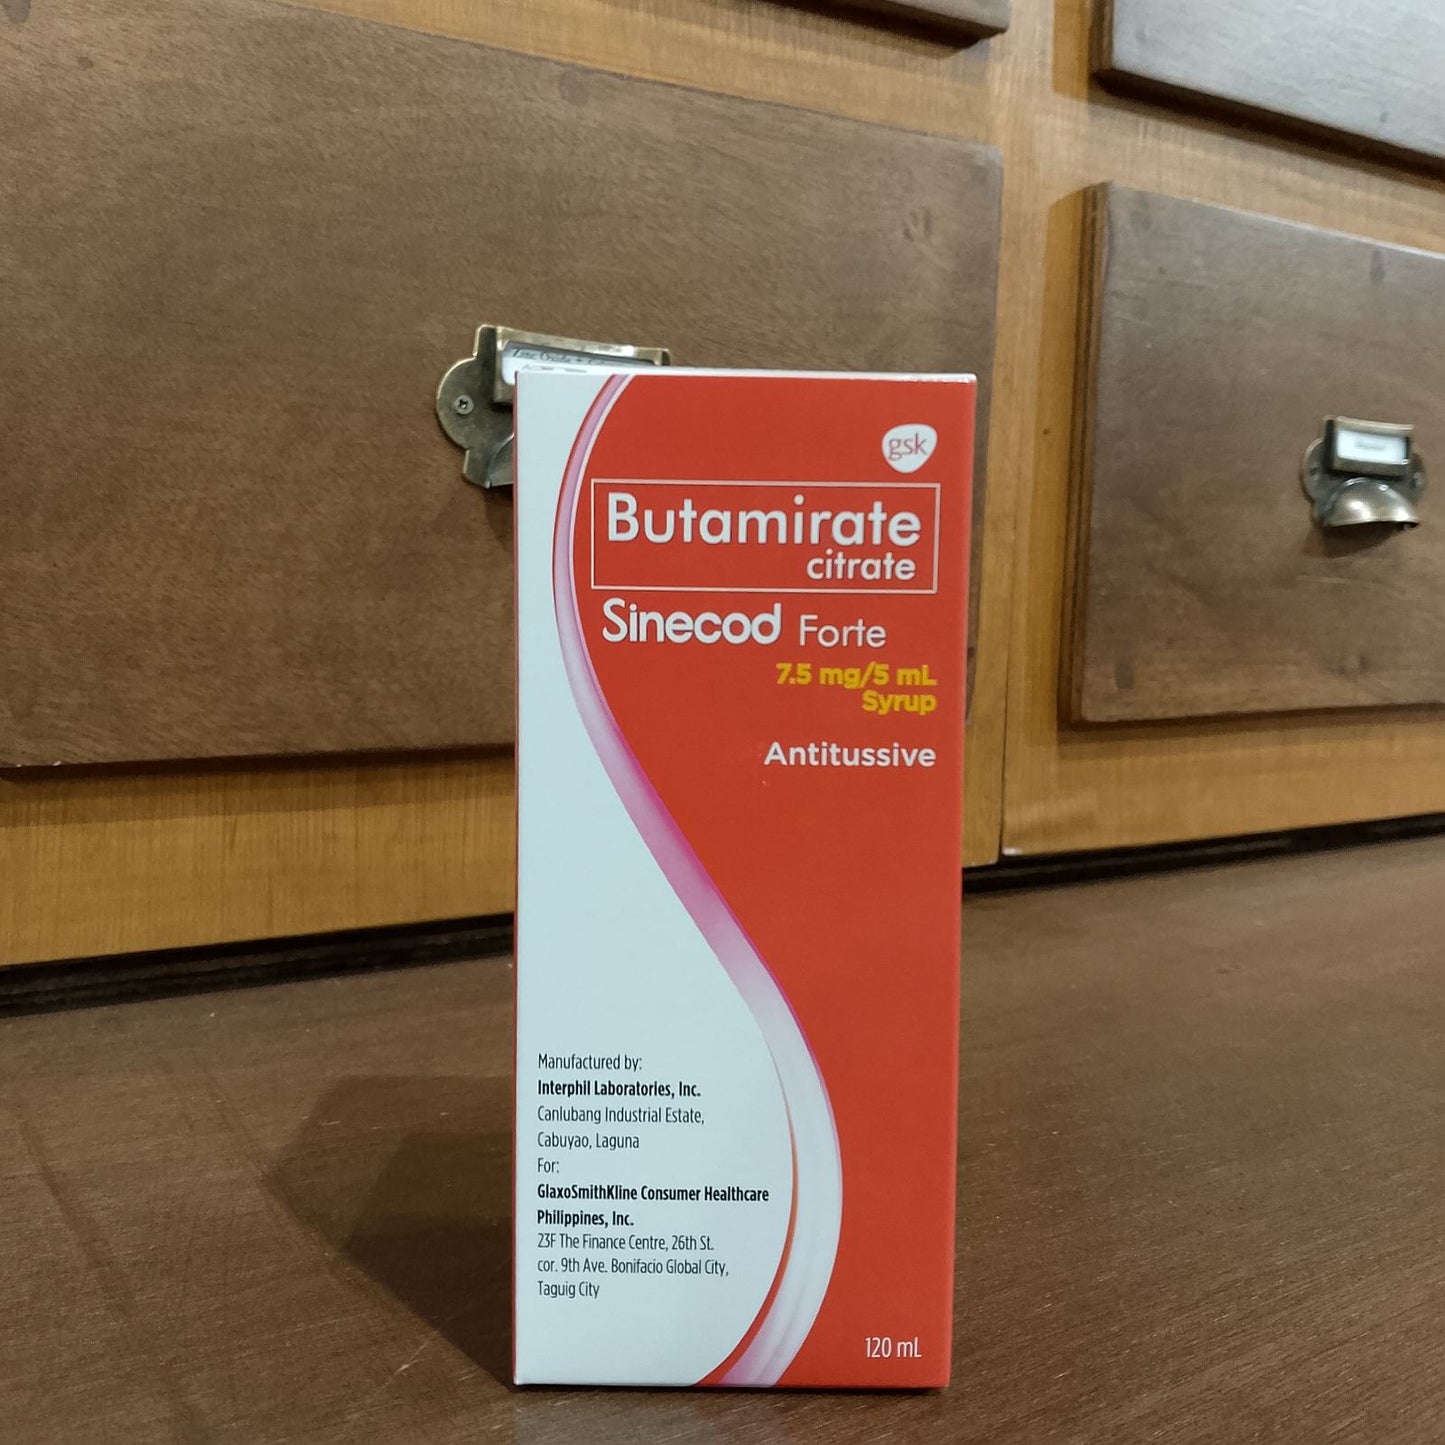 gsk
Butamirate
citrate
Sinecod Forte
7.5 mg/5 mL
Syrup
Antitussive
Manufactured by:
Interphil Laboratories, Inc.
Canlubang Industrial Estate,
Cabuyao, Laguna
For:
GlaxoSmithKline Consumer Healthcare
Philippines, Inc.
23F The Finance Centre, 26th St.
cor. 9th Ave. Bonifacio Global City,
Taguig City
120 mL